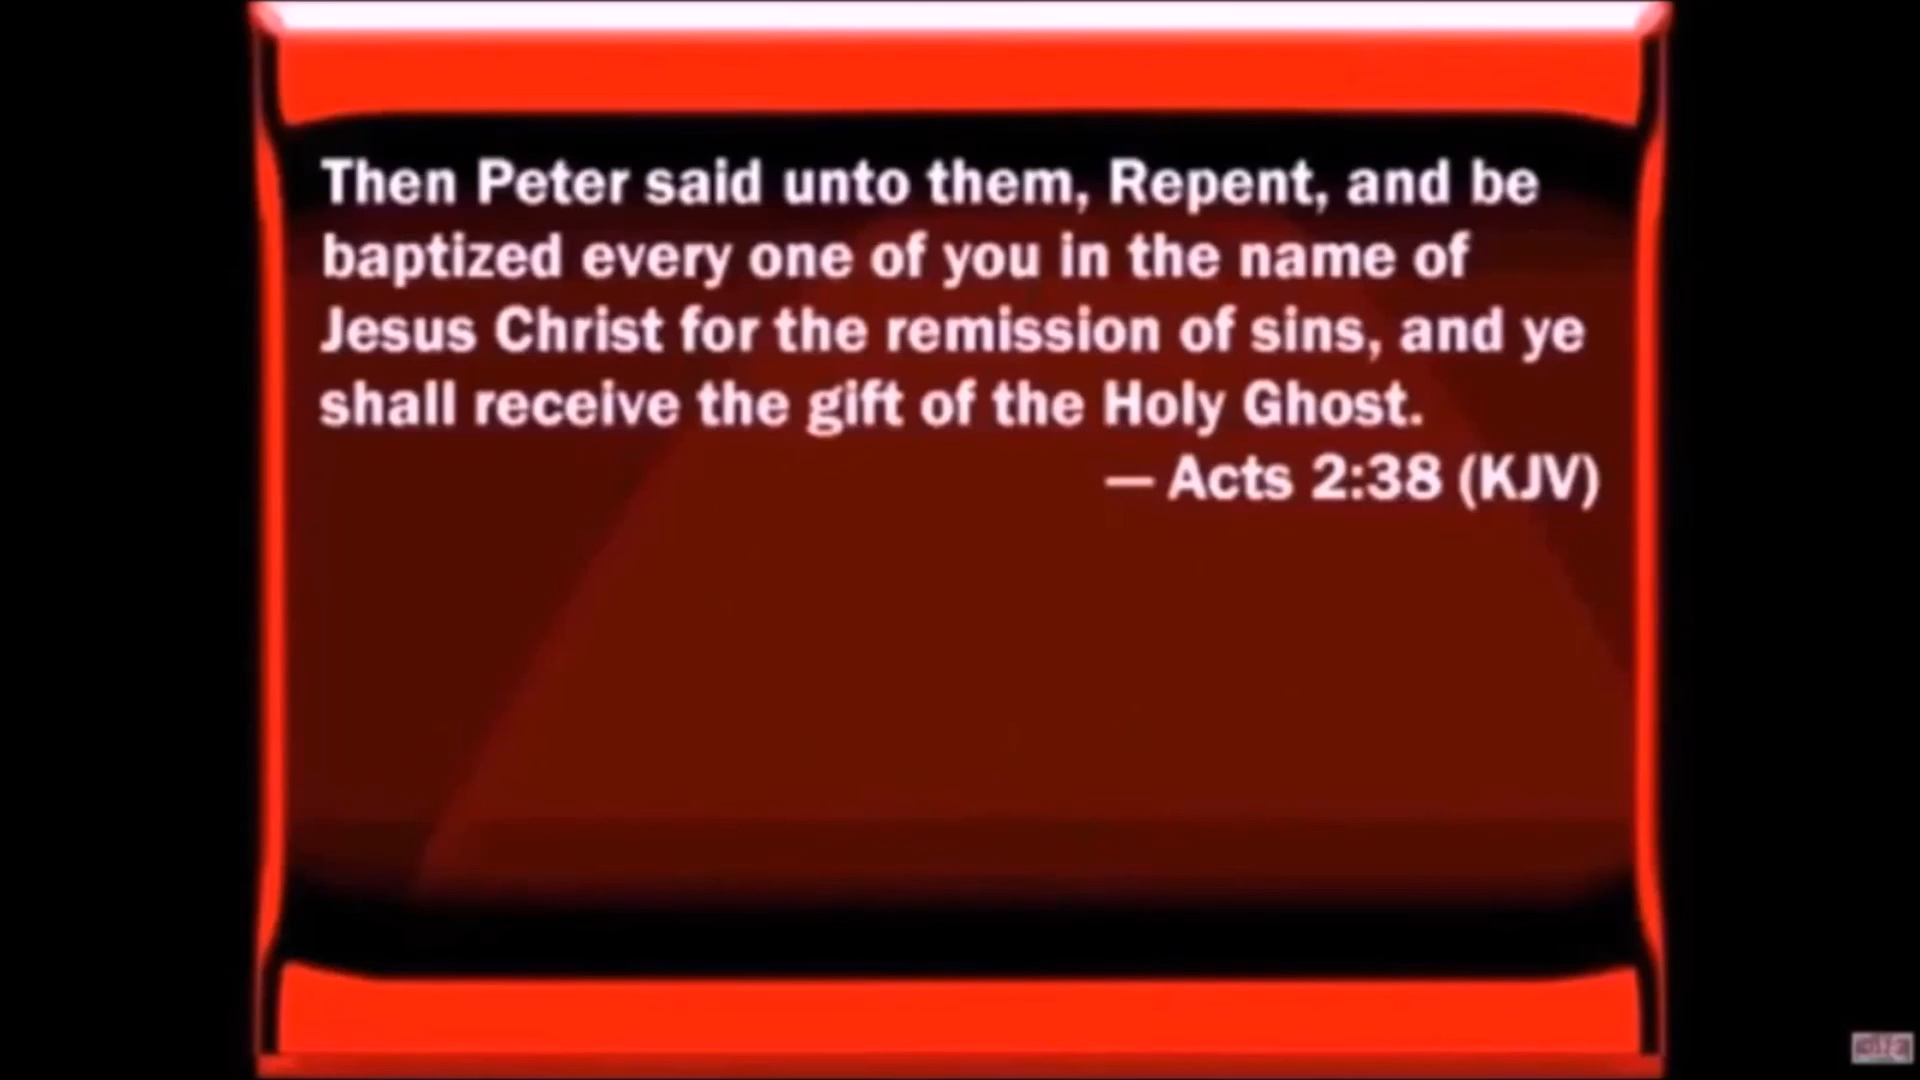 Then Peter said unto them, Repent, and be
baptized every one of you in the name of
Jesus Christ for the remission of sins, and ye
shall receive the gift of the Holy Ghost.
— Acts 2:38 (KJV)